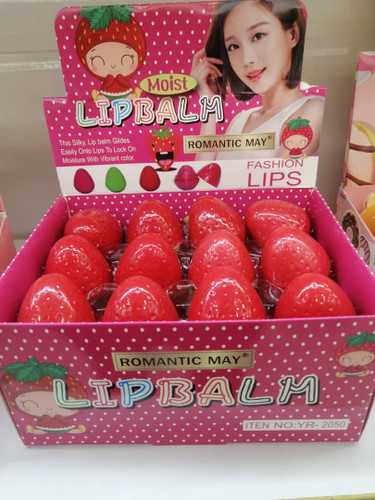 Moist
LIPBALM
This Silky, Lip balm Glides
Easily Onto Lips To Lock On
Moisture With Vibrant color.
ROMANTIC MAY®
FASHION
LIPS
ROMANTIC MAY®
LIPBALM
ITEN NO:YR- 2050